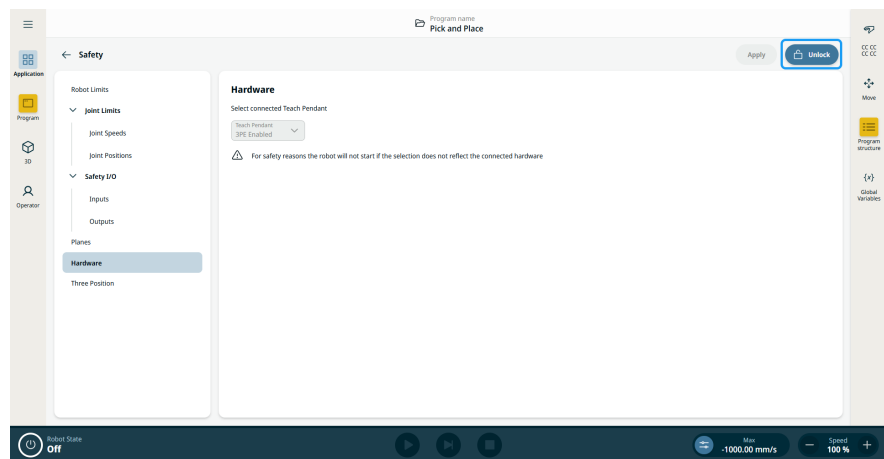 Program name
Pick and Place
Application
Program
3D
Operator
Safety
Apply
Unlock
Robot Limits
Joint Limits
Joint Speeds
Joint Positions
Safety I/O
Inputs
Outputs
Planes
Hardware
Three Position
Hardware
Select connected Teach Pendant
Teach Pendant
3PE Enabled
For safety reasons the robot will not start if the selection does not reflect the connected hardware
CC CC
CC CC
Move
Program
structure
{x}
Global
Variables
Robot State
Off
Max
-1000.00 mm/s
Speed
100 %